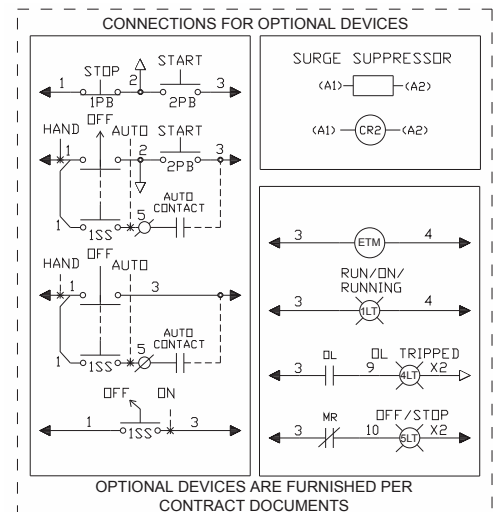 CONNECTIONS FOR OPTIONAL DEVICES
1 STOP 2 START 3
1PB 2PB
HAND OFF AUTO START
1 2 3
2PB
5 AUTO
CONTACT
1 1SS
HAND OFF AUTO
1 3
5 AUTO
CONTACT
1 1SS
OFF ON
1 1SS 3
SURGE SUPPRESSOR
(A1) (A2)
(A1) CR2 (A2)
3 ETM 4
RUN/ON/
RUNNING
3 1LT 4
OL OL TRIPPED
3 9 4LT X2
MR OFF/STOP
3 10 5LT X2
OPTIONAL DEVICES ARE FURNISHED PER
CONTRACT DOCUMENTS